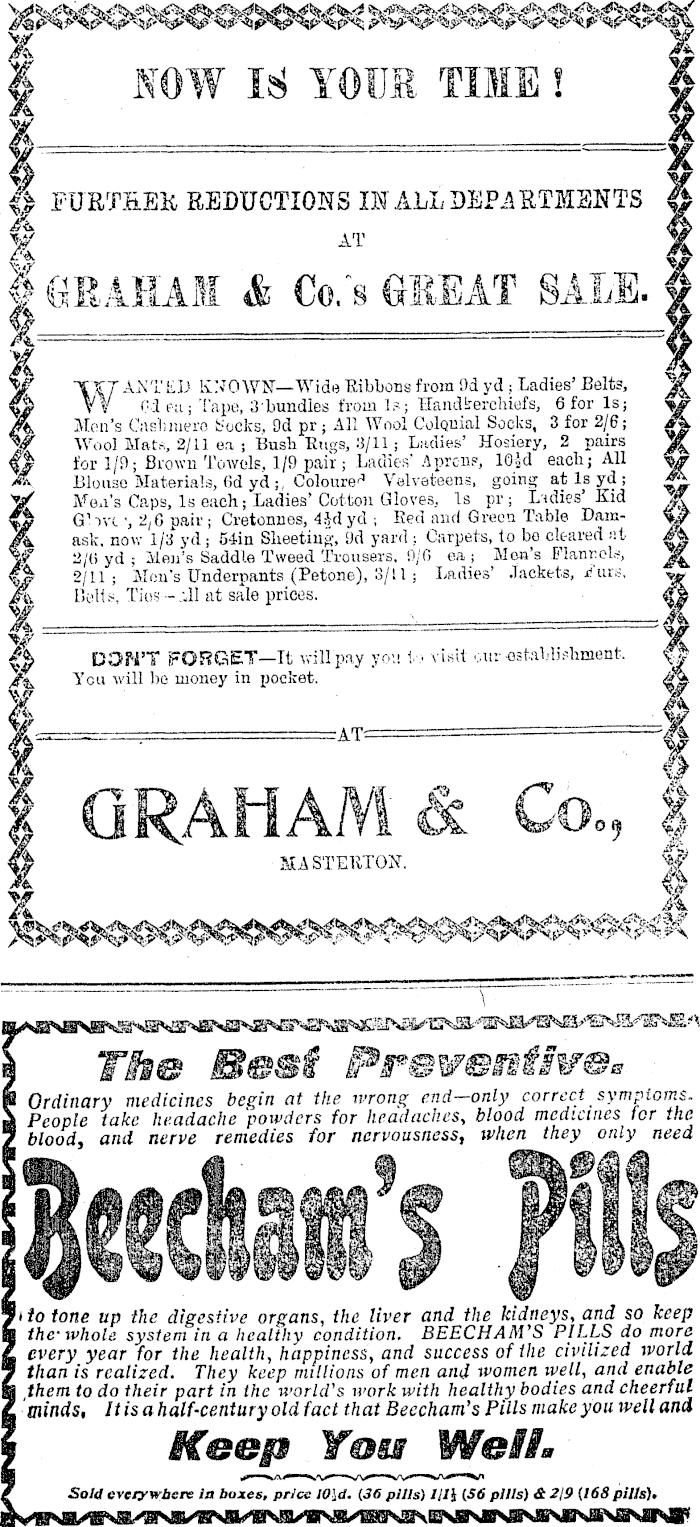 NOW IS YOUR TIME!
FURTHER REDUCTIONS IN ALL DEPARTMENTS
AT
GRAHAM & Co.'s GREAT SALE.
WANTED KNOWN—Wide Ribbons from 9d yd; Ladies' Belts,
6d ea; Tape, 3 bundles from 1s; Handkerchiefs, 6 for 1s;
Men's Cashmere Socks, 9d pr; All Wool Colonial Socks, 3 for 2/6;
Wool Mats, 2/11 ea; Bush Rugs, 3/11; Ladies' Hosiery, 2 pairs
for 1/9; Brown Towels, 1/9 pair; Ladies' Aprons, 10½d each; All
Blouse Materials, 6d yd; Coloured Velveteens, going at 1s yd;
Men's Caps, 1s each; Ladies' Cotton Gloves, 1s pr; Ladies' Kid
Gloves, 2/6 pair; Cretonnes, 4½d yd; Red and Green Table Dam-
ask, now 1/3 yd; 54in Sheeting, 9d yard; Carpets, to be cleared at
2/6 yd; Men's Saddle Tweed Trousers, 9/6 ea; Men's Flannels,
2/11; Men's Underpants (Petone), 3/11; Ladies' Jackets, Furs,
Belts, Ties—all at sale prices.
DON'T FORGET—It will pay you to visit our establishment.
You will be money in pocket.
AT
GRAHAM & Co.,
MASTERTON.
The Best Preventive.
Ordinary medicines begin at the wrong end—only correct symptoms.
People take headache powders for headaches, blood medicines for the
blood, and nerve remedies for nervousness, when they only need
Beecham's Pills
to tone up the digestive organs, the liver and the kidneys, and so keep
the whole system in a healthy condition. BEECHAM'S PILLS do more
every year for the health, happiness, and success of the civilized world
than is realized. They keep millions of men and women well, and enable
them to do their part in the world's work with healthy bodies and cheerful
minds. It is a half-century old fact that Beecham's Pills make you well and
Keep You Well.
Sold everywhere in boxes, price 10½d. (36 pills) 1/1½ (56 pills) & 2/9 (168 pills).